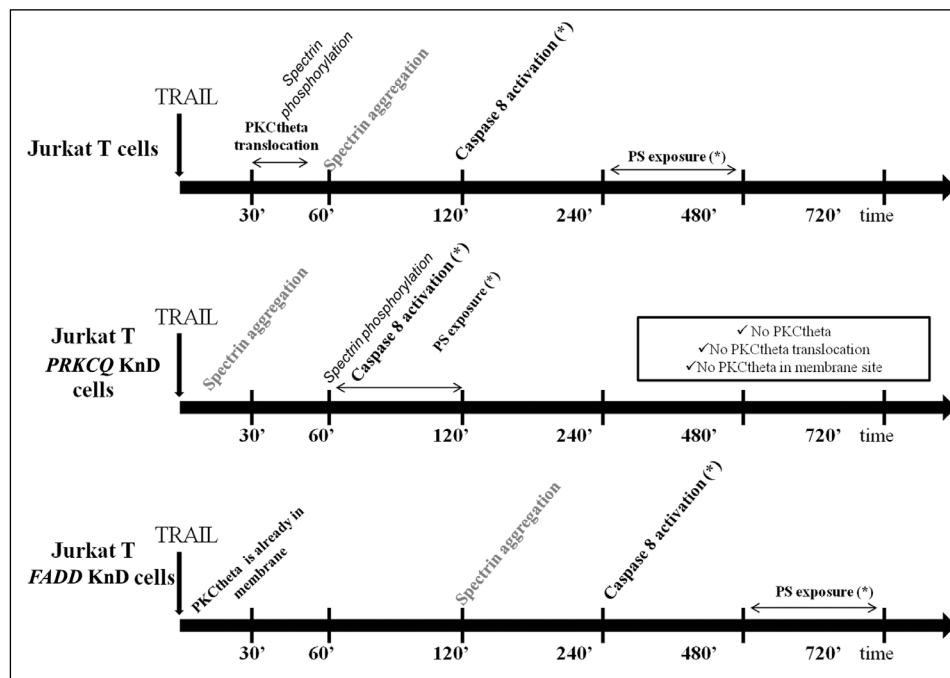 Spectrin
phosphorylation
Spectrin aggregation
Caspase 8 activation (*)
TRAIL
PKCtheta
translocation
Jurkat T cells
PS exposure (*)
30’ 60’ 120’ 240’ 480’ 720’ time
Spectrin aggregation
Spectrin phosphorylation
Caspase 8 activation (*)
PS exposure (*)
TRAIL
Jurkat T
PRKCQ KnD
cells
✓ No PKCtheta
✓No PKCtheta translocation
✓No PKCtheta in membrane site
30’ 60’ 120’ 240’ 480’ 720’ time
PKCtheta is already in
membrane
Spectrin aggregation
Caspase 8 activation (*)
TRAIL
Jurkat T
FADD KnD cells
PS exposure (*)
30’ 60’ 120’ 240’ 480’ 720’ time